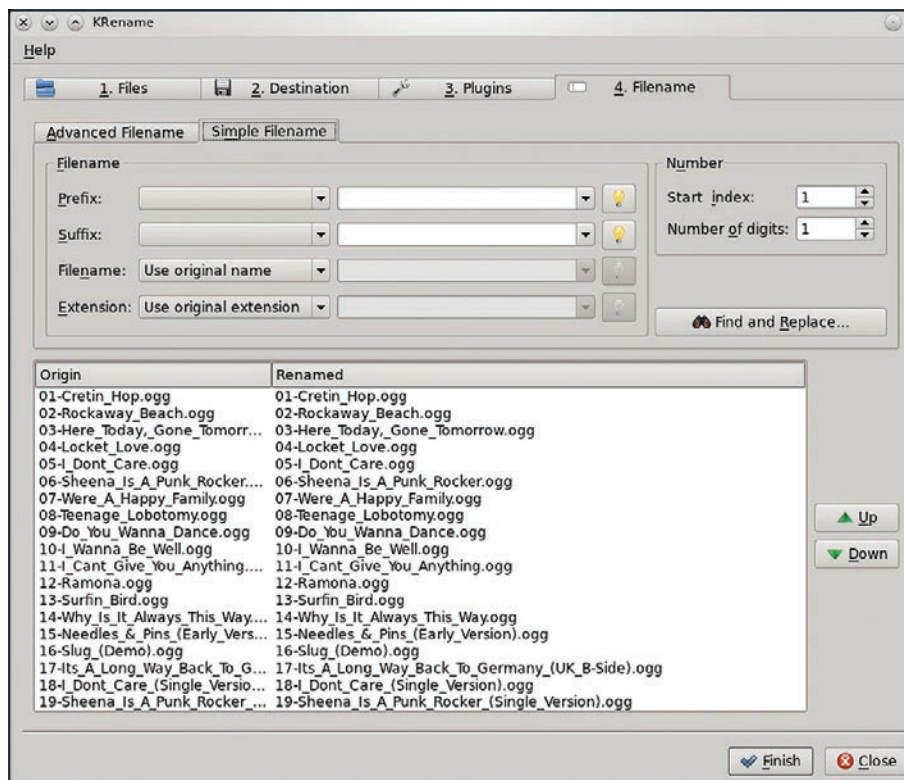 KRename
Help
1. Files
2. Destination
3. Plugins
4. Filename
Advanced Filename
Simple Filename
Filename
Prefix:
Suffix:
Filename: Use original name
Extension: Use original extension
Number
Start index: 1
Number of digits: 1
Find and Replace...
Origin Renamed
01-Cretin_Hop.ogg 01-Cretin_Hop.ogg
02-Rockaway_Beach.ogg 02-Rockaway_Beach.ogg
03-Here_Today,_Gone_Tomorr... 03-Here_Today,_Gone_Tomorrow.ogg
04-Locket_Love.ogg 04-Locket_Love.ogg
05-I_Dont_Care.ogg 05-I_Dont_Care.ogg
06-Sheena_Is_A_Punk_Rocker.... 06-Sheena_Is_A_Punk_Rocker.ogg
07-Were_A_Happy_Family.ogg 07-Were_A_Happy_Family.ogg
08-Teenage_Lobotomy.ogg 08-Teenage_Lobotomy.ogg
09-Do_You_Wanna_Dance.ogg 09-Do_You_Wanna_Dance.ogg
10-I_Wanna_Be_Well.ogg 10-I_Wanna_Be_Well.ogg
11-I_Cant_Give_You_Anything.... 11-I_Cant_Give_You_Anything.ogg
12-Ramona.ogg 12-Ramona.ogg
13-Surfin_Bird.ogg 13-Surfin_Bird.ogg
14-Why_Is_It_Always_This_Way.... 14-Why_Is_It_Always_This_Way.ogg
15-Needles_&_Pins_(Early_Vers... 15-Needles_&_Pins_(Early_Version).ogg
16-Slug_(Demo).ogg 16-Slug_(Demo).ogg
17-Its_A_Long_Way_Back_To_G... 17-Its_A_Long_Way_Back_To_Germany_(UK_B-Side).ogg
18-I_Dont_Care_(Single_Versio... 18-I_Dont_Care_(Single_Version).ogg
19-Sheena_Is_A_Punk_Rocker_... 19-Sheena_Is_A_Punk_Rocker_(Single_Version).ogg
Up
Down
Finish
Close